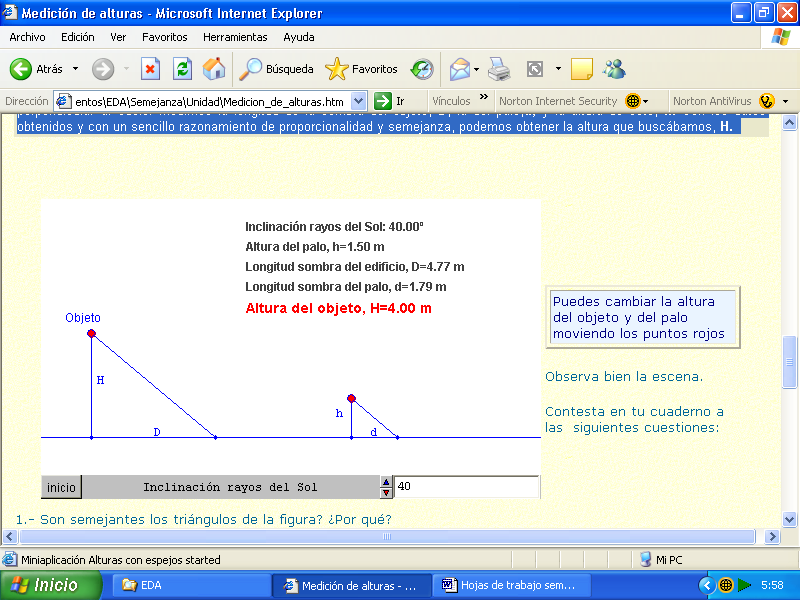 Medición de alturas - Microsoft Internet Explorer
Archivo Edición Ver Favoritos Herramientas Ayuda
Atrás Búsqueda Favoritos
Dirección entos\EDA\Semejanza\Unidad\Medicion_de_alturas.htm Ir Vínculos » Norton Internet Security Norton AntiVirus
obtenidos y con un sencillo razonamiento de proporcionalidad y semejanza, podemos obtener la altura que buscábamos, H.
Inclinación rayos del Sol: 40.00º
Altura del palo, h=1.50 m
Longitud sombra del edificio, D=4.77 m
Longitud sombra del palo, d=1.79 m
Altura del objeto, H=4.00 m
Objeto
H
D
h
d
Puedes cambiar la altura
del objeto y del palo
moviendo los puntos rojos
Observa bien la escena.
Contesta en tu cuaderno a
las siguientes cuestiones:
inicio Inclinación rayos del Sol 40
1.- Son semejantes los triángulos de la figura? ¿Por qué?
Miniaplicación Alturas con espejos started Mi PC
Inicio EDA Medición de alturas - ... Hojas de trabajo sem... 5:58